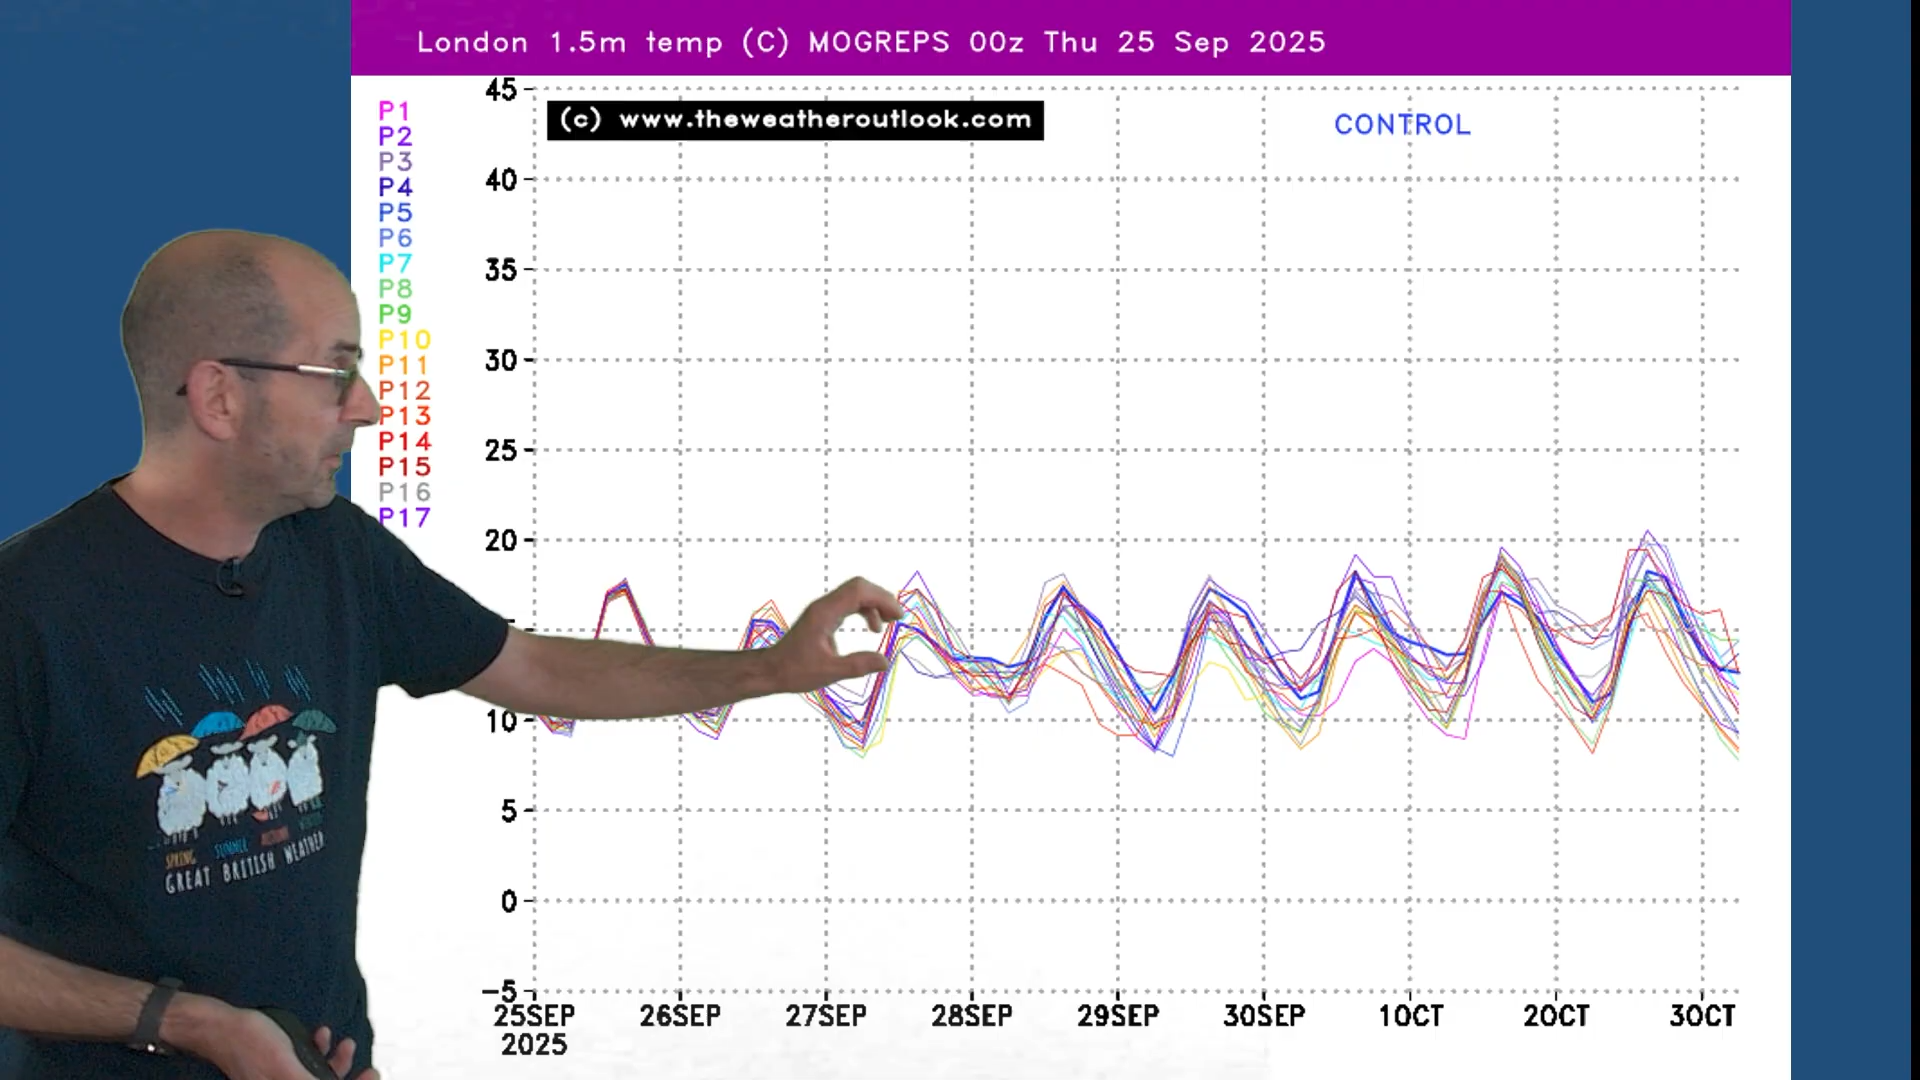 London 1.5m temp (C) MOGREPS 00z Thu 25 Sep 2025
(c) www.theweatheroutlook.com
CONTROL
P1
P2
P3
P4
P5
P6
P7
P8
P9
P10
P11
P12
P13
P14
P15
P16
P17
45
40
35
30
25
20
10
5
0
-5
25SEP
2025
26SEP
27SEP
28SEP
29SEP
30SEP
1OCT
2OCT
3OCT
SPRING SUMMER AUTUMN
GREAT BRITISH WEATHER